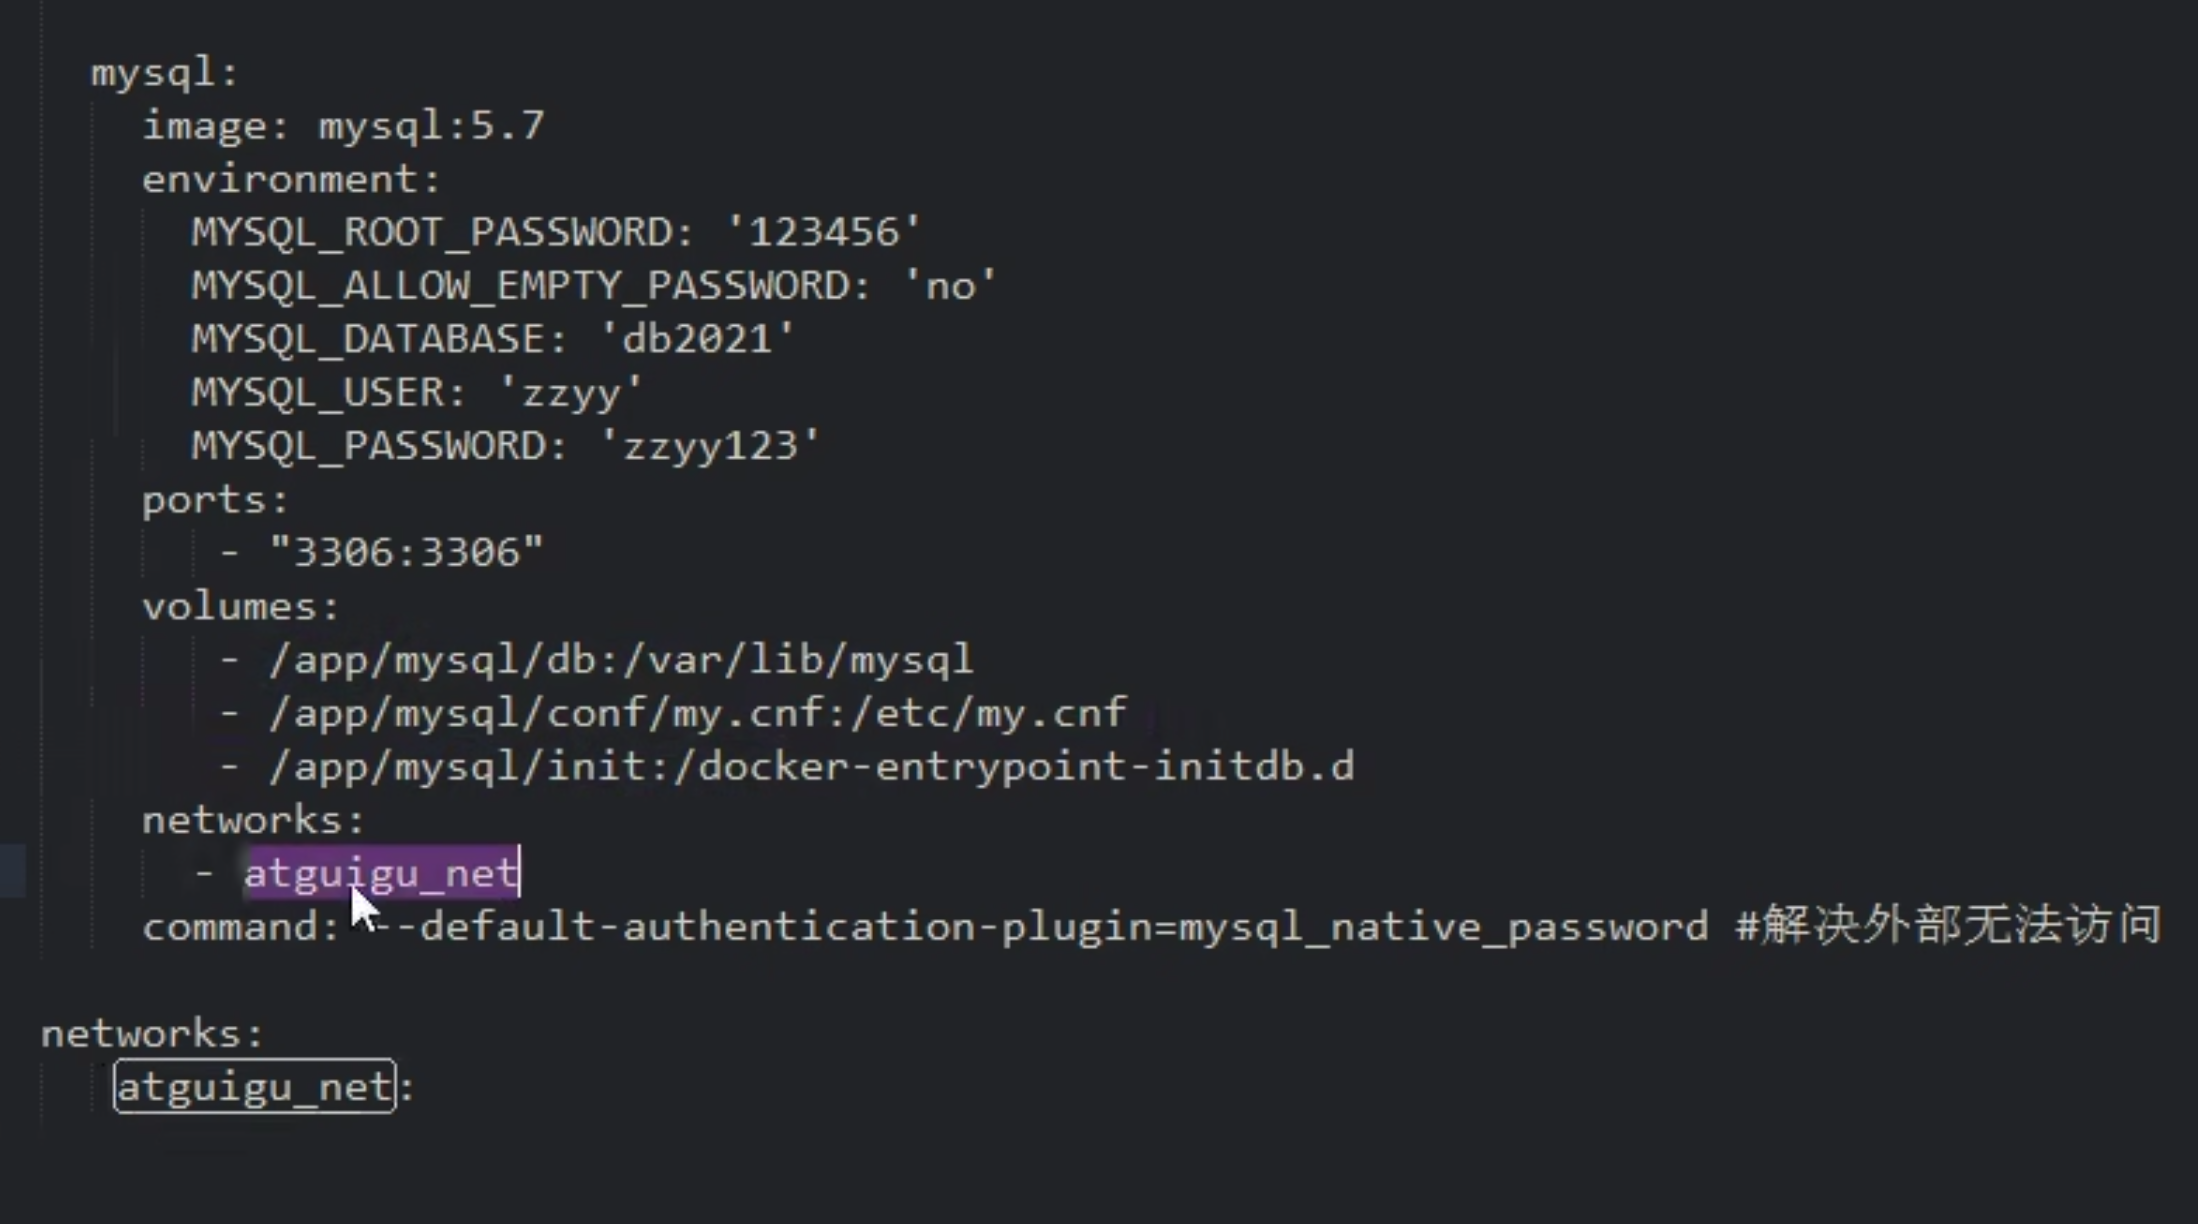 mysql:
image: mysql:5.7
environment:
MYSQL_ROOT_PASSWORD: '123456'
MYSQL_ALLOW_EMPTY_PASSWORD: 'no'
MYSQL_DATABASE: 'db2021'
MYSQL_USER: 'zzyy'
MYSQL_PASSWORD: 'zzyy123'
ports:
- "3306:3306"
volumes:
- /app/mysql/db:/var/lib/mysql
- /app/mysql/conf/my.cnf:/etc/my.cnf
- /app/mysql/init:/docker-entrypoint-initdb.d
networks:
- atguigu_net
command: --default-authentication-plugin=mysql_native_password #解决外部无法访问
networks:
atguigu_net: